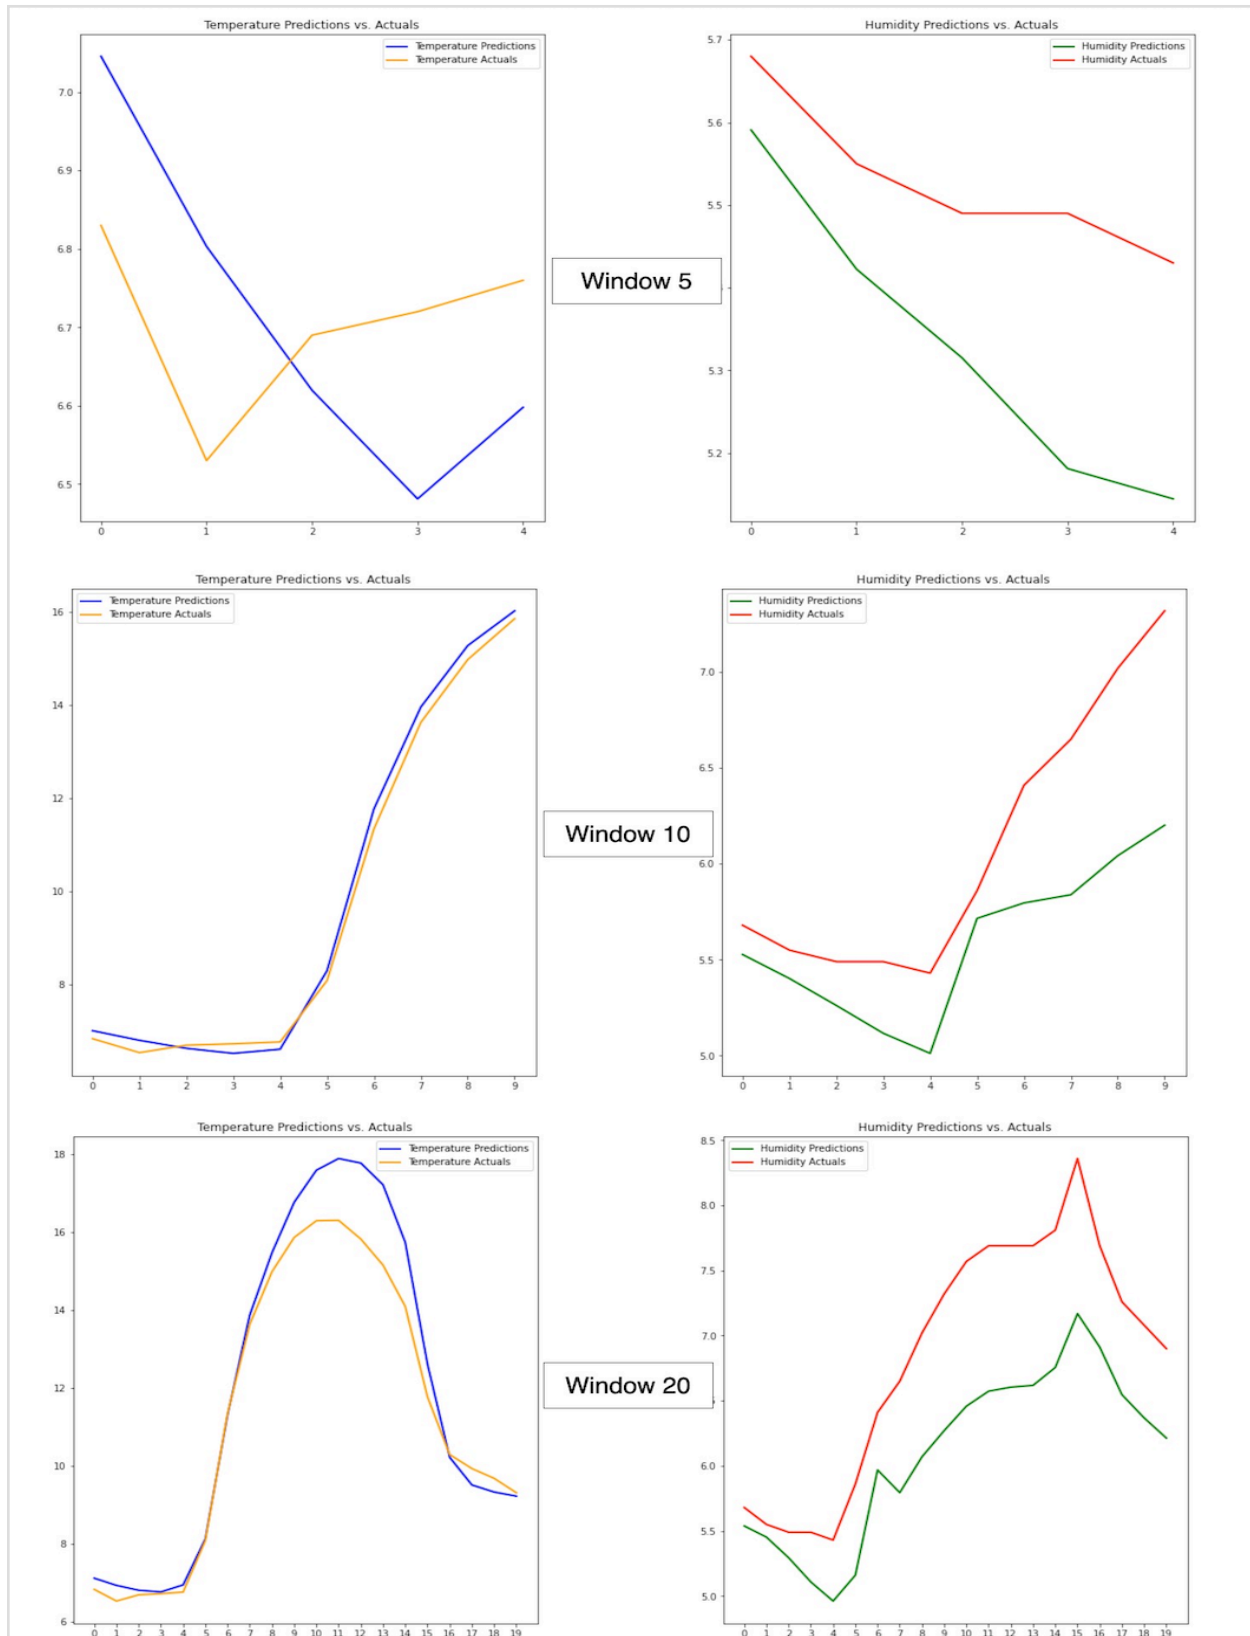 Temperature Predictions vs. Actuals
Temperature Predictions
Temperature Actuals
7.0
6.9
6.8
6.7
6.6
6.5
0 1 2 3 4
Humidity Predictions vs. Actuals
Humidity Predictions
Humidity Actuals
5.7
5.6
5.5
5.3
5.2
0 1 2 3 4
Window 5
Temperature Predictions vs. Actuals
Temperature Predictions
Temperature Actuals
16
14
12
10
8
0 1 2 3 4 5 6 7 8 9
Humidity Predictions vs. Actuals
Humidity Predictions
Humidity Actuals
7.0
6.5
6.0
5.5
5.0
0 1 2 3 4 5 6 7 8 9
Window 10
Temperature Predictions vs. Actuals
Temperature Predictions
Temperature Actuals
18
16
14
12
10
8
6
0 1 2 3 4 5 6 7 8 9 10 11 12 13 14 15 16 17 18 19
Humidity Predictions vs. Actuals
Humidity Predictions
Humidity Actuals
8.5
8.0
7.5
7.0
6.0
5.5
5.0
0 1 2 3 4 5 6 7 8 9 10 11 12 13 14 15 16 17 18 19
Window 20